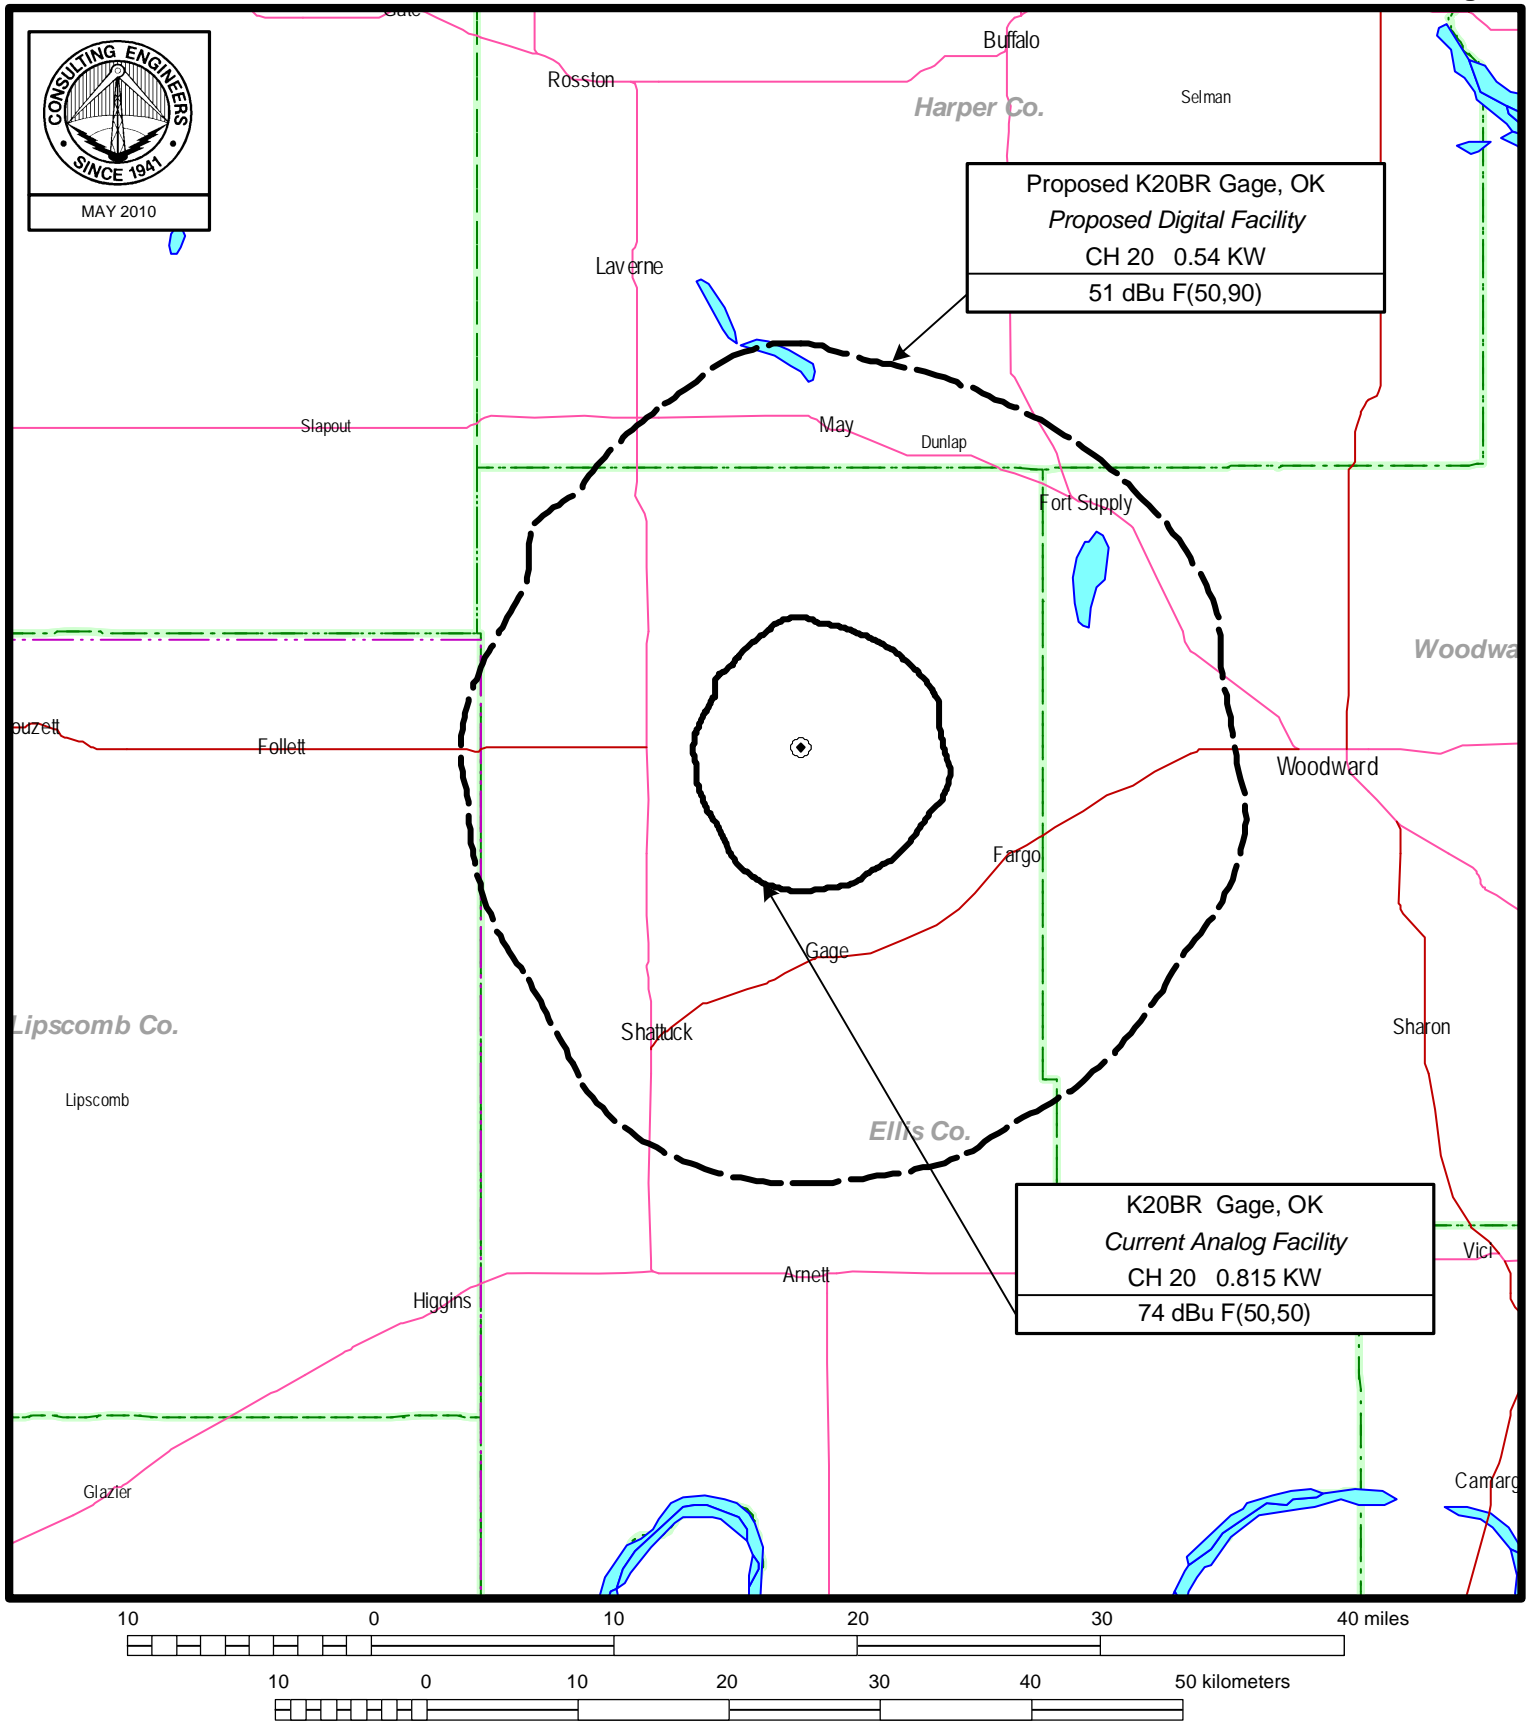 Gate
Buffalo
Rosston
Selman
Harper Co.
CONSULTING ENGINEERS
SINCE 1941
MAY 2010
Proposed K20BR Gage, OK
Proposed Digital Facility
CH 20 0.54 KW
51 dBu F(50,90)
Laverne
Slapout
May
Dunlap
Fort Supply
Woodwa
ouzett
Follett
Woodward
Fargo
Gage
Lipscomb Co.
Shattuck
Sharon
Lipscomb
Ellis Co.
K20BR Gage, OK
Current Analog Facility
CH 20 0.815 KW
74 dBu F(50,50)
Vici
Arnett
Higgins
Glazier
Camarg
10 0 10 20 30 40 miles
10 0 10 20 30 40 50 kilometers